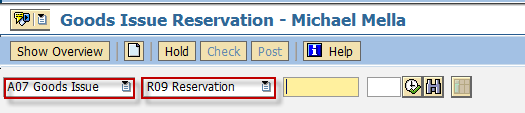 Goods Issue Reservation - Michael Mella
Show Overview Hold Check Post Help
A07 Goods Issue R09 Reservation